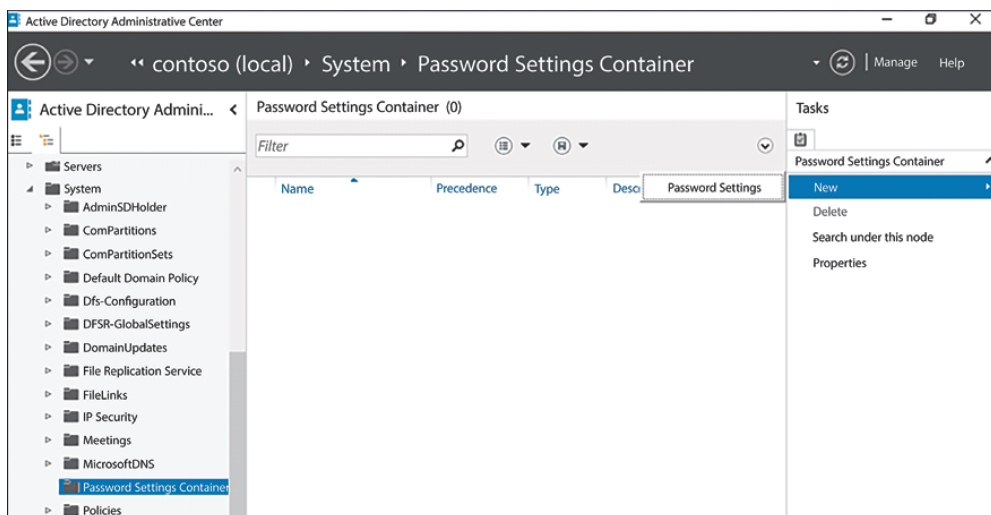 Active Directory Administrative Center
contoso (local) System Password Settings Container
Manage Help
Active Directory Admini...
Servers
System
AdminSDHolder
ComPartitions
ComPartitionSets
Default Domain Policy
Dfs-Configuration
DFSR-GlobalSettings
DomainUpdates
File Replication Service
FileLinks
IP Security
Meetings
MicrosoftDNS
Password Settings Container
Policies
Password Settings Container (0)
Filter
Name Precedence Type Desc
Password Settings
Tasks
Password Settings Container
New
Delete
Search under this node
Properties